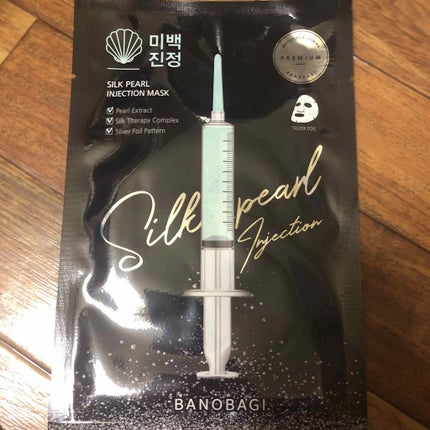 미백
진정
SILK PEARL
INJECTION MASK
Pearl Extract
Silk Therapy Complex
Silver Foil Pattern
PREMIUM
BANOBAGI
SILVER FOIL
Silk pearl
Injection
BANOBAGI